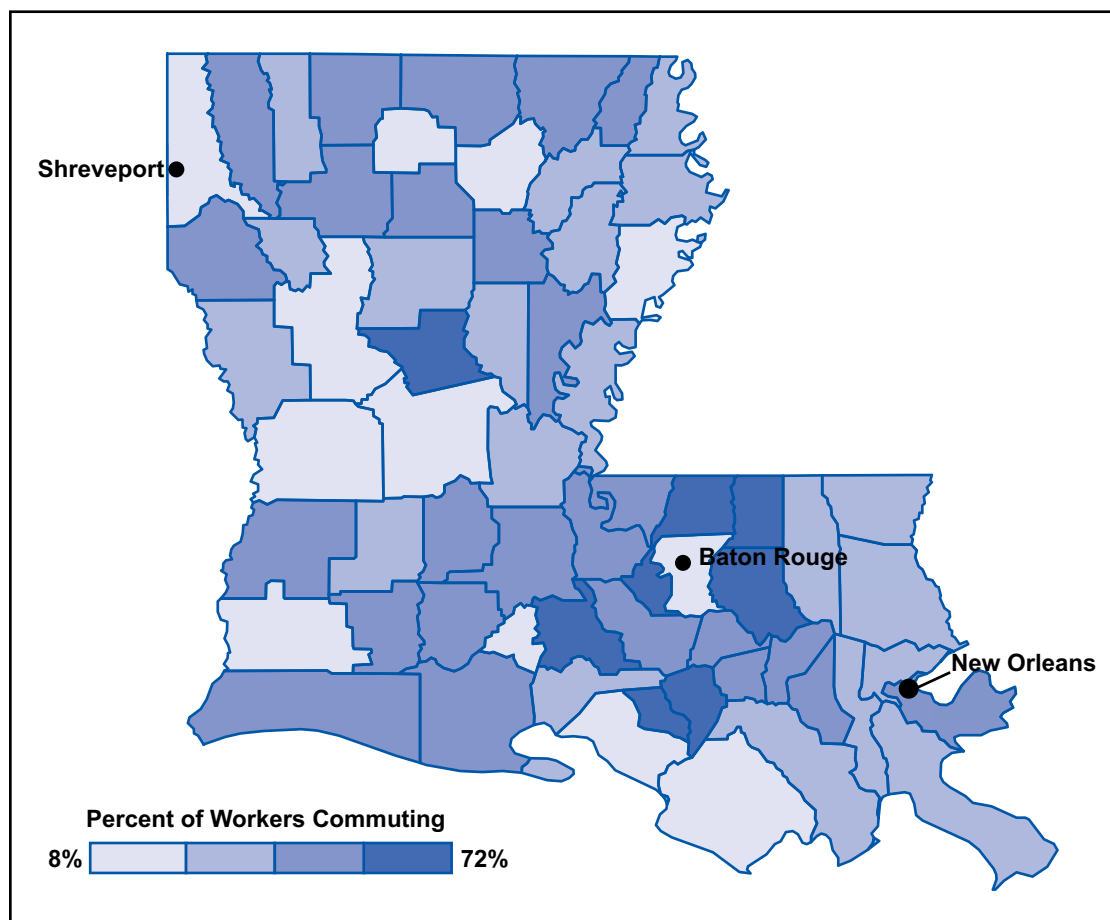 Shreveport
Baton Rouge
New Orleans
Percent of Workers Commuting
8%
72%